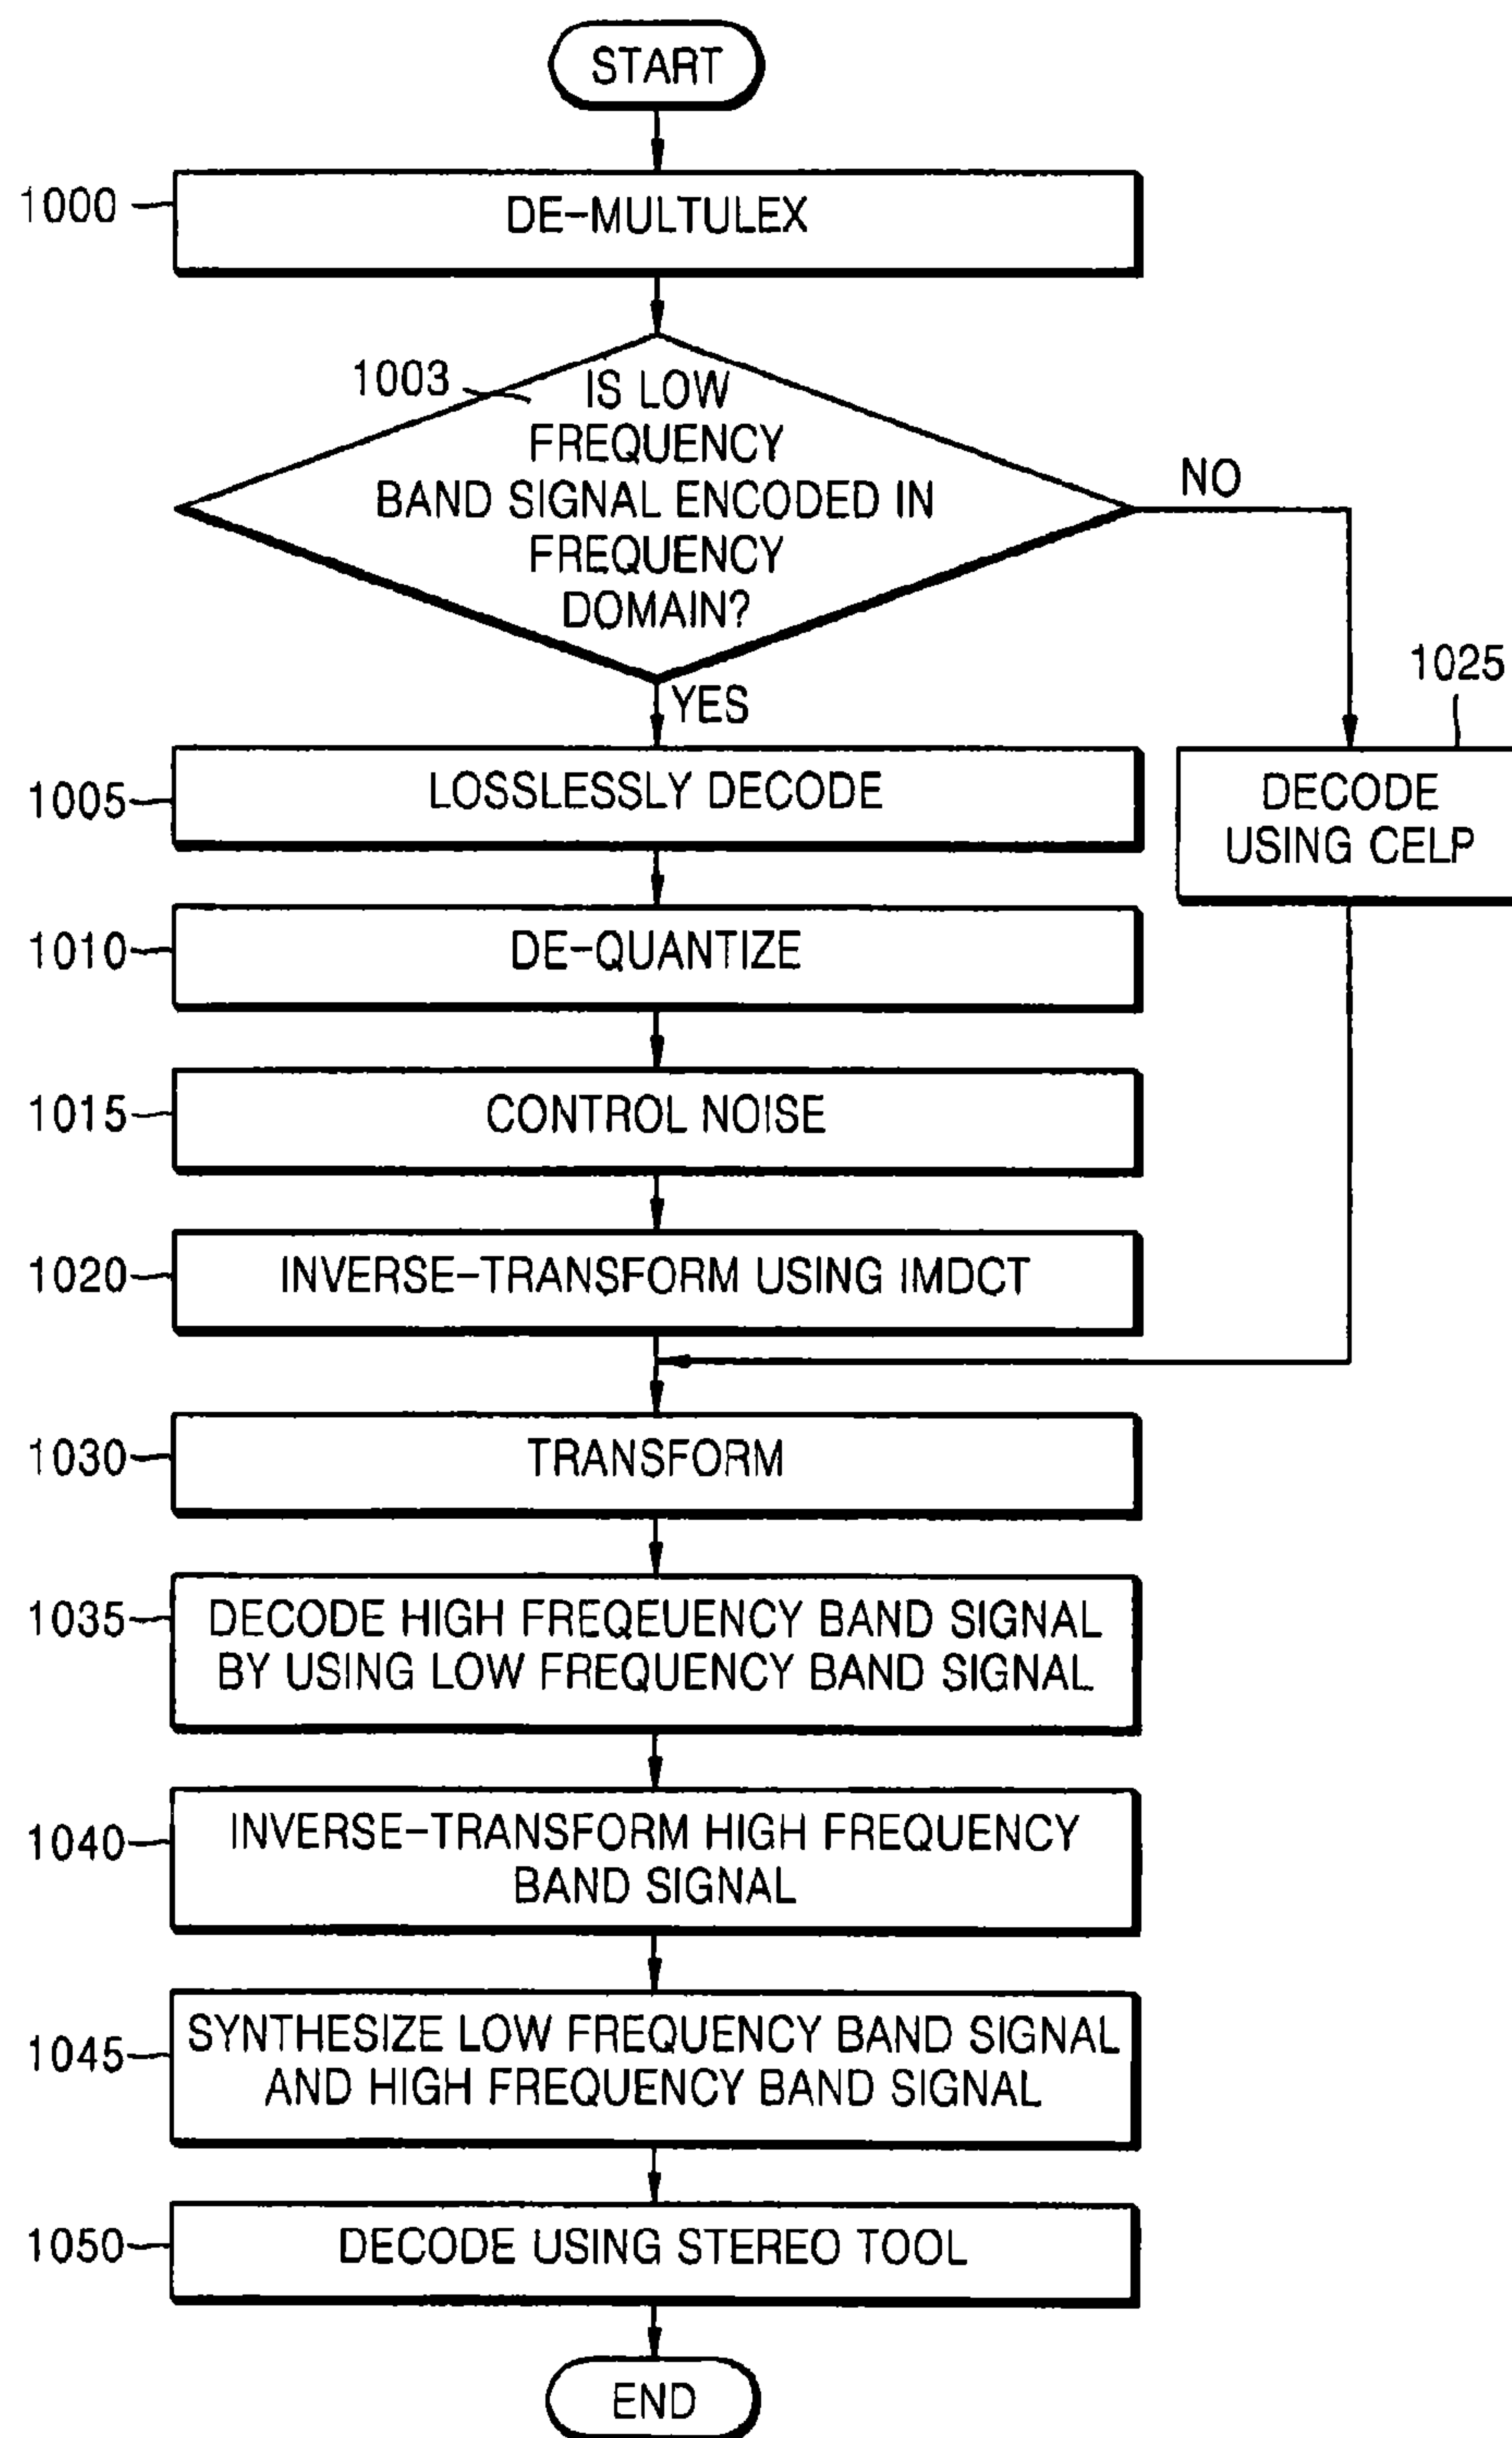 START
1000
DE-MULTULEX
1003
IS LOW
FREQUENCY
BAND SIGNAL ENCODED IN
FREQUENCY
DOMAIN?
NO
YES
1025
1005
LOSSLESSLY DECODE
DECODE
USING CELP
1010
DE-QUANTIZE
1015
CONTROL NOISE
1020
INVERSE-TRANSFORM USING IMDCT
1030
TRANSFORM
1035
DECODE HIGH FREQEUENCY BAND SIGNAL
BY USING LOW FREQUENCY BAND SIGNAL
1040
INVERSE-TRANSFORM HIGH FREQUENCY
BAND SIGNAL
1045
SYNTHESIZE LOW FREQUENCY BAND SIGNAL
AND HIGH FREQUENCY BAND SIGNAL
1050
DECODE USING STEREO TOOL
END